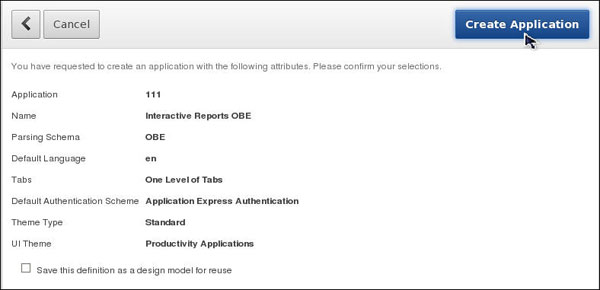 Cancel
Create Application
You have requested to create an application with the following attributes. Please confirm your selections.
Application 111
Name Interactive Reports OBE
Parsing Schema OBE
Default Language en
Tabs One Level of Tabs
Default Authentication Scheme Application Express Authentication
Theme Type Standard
UI Theme Productivity Applications
Save this definition as a design model for reuse